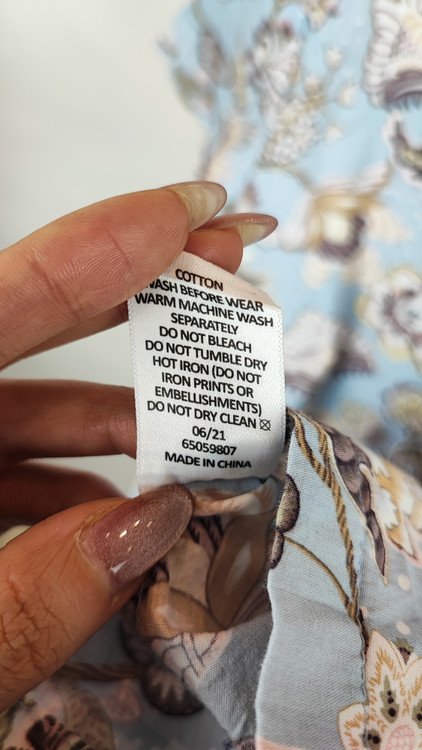 COTTON
WASH BEFORE WEAR
WARM MACHINE WASH
SEPARATELY
DO NOT BLEACH
DO NOT TUMBLE DRY
HOT IRON (DO NOT
IRON PRINTS OR
EMBELLISHMENTS)
DO NOT DRY CLEAN
06/21
65059807
MADE IN CHINA